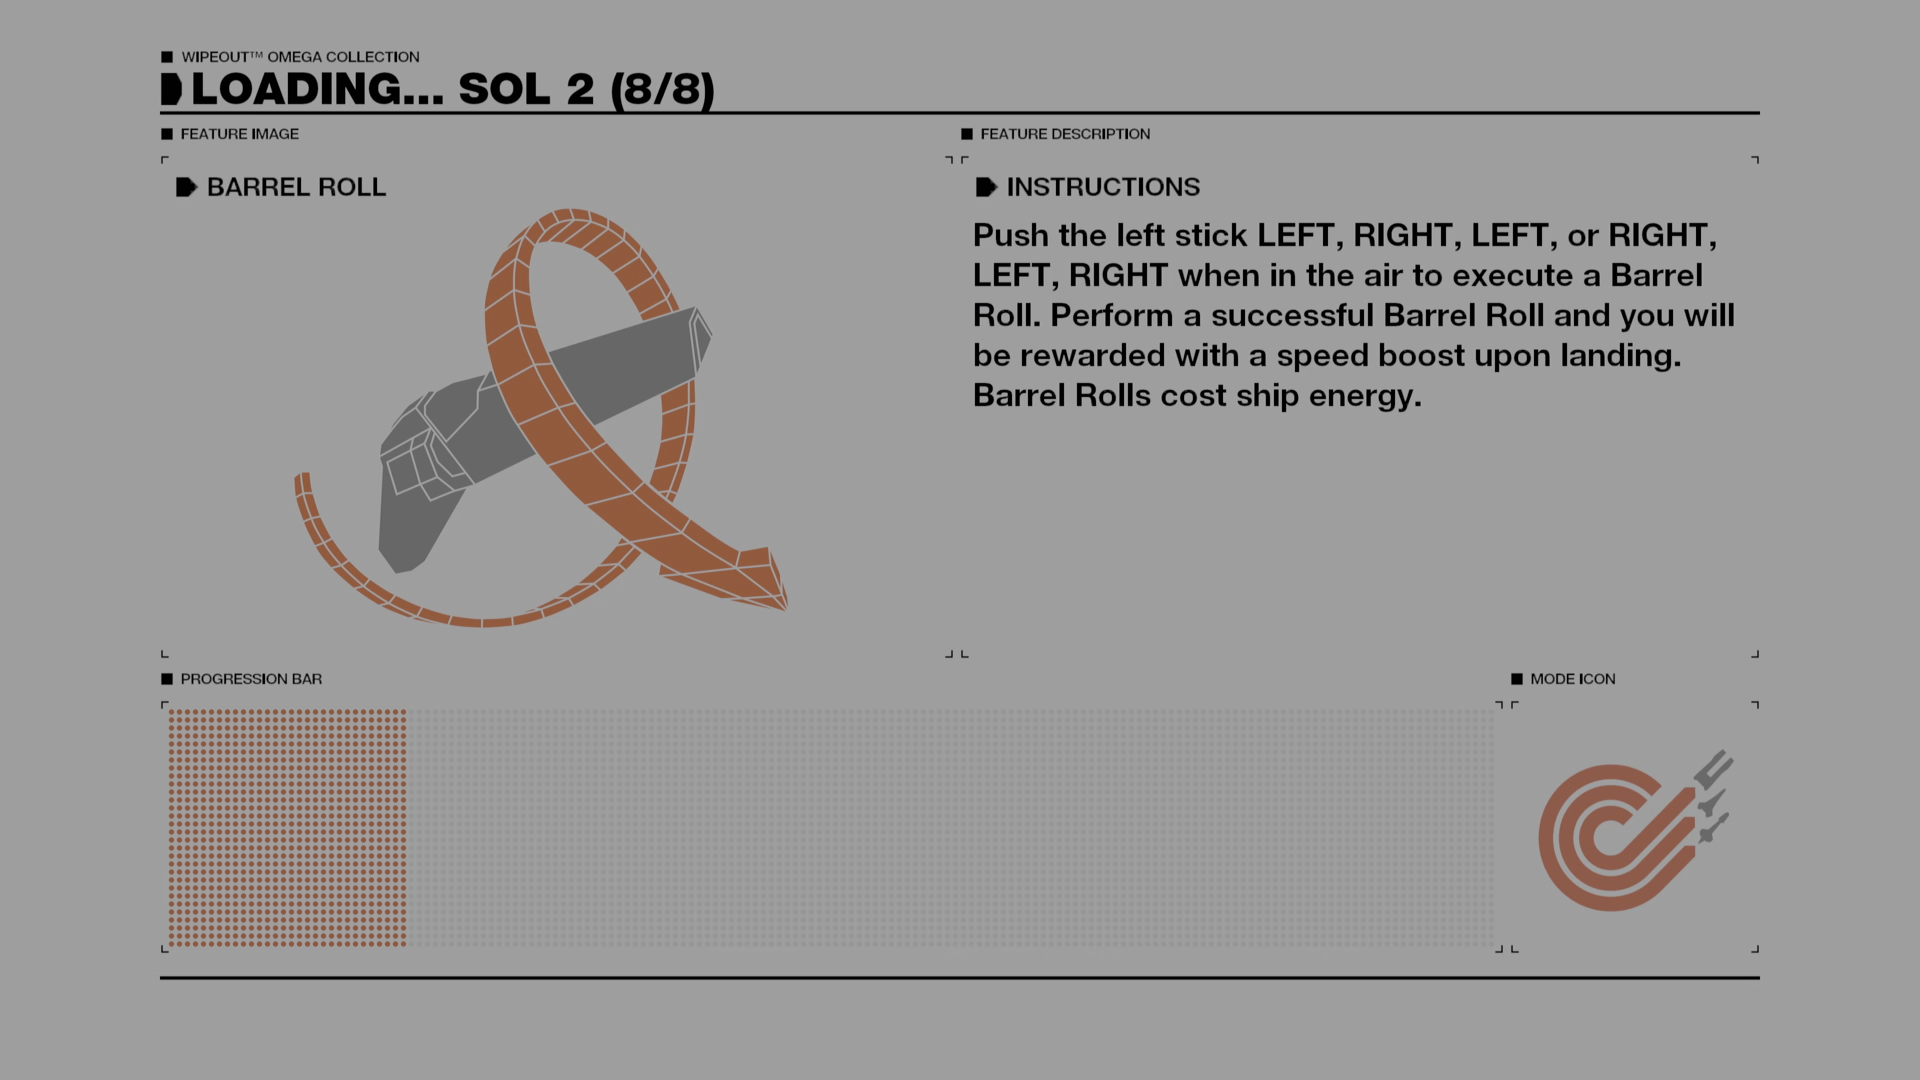 WIPEOUT™ OMEGA COLLECTION
LOADING... SOL 2 (8/8)
FEATURE IMAGE
BARREL ROLL
FEATURE DESCRIPTION
INSTRUCTIONS
Push the left stick LEFT, RIGHT, LEFT, or RIGHT,
LEFT, RIGHT when in the air to execute a Barrel
Roll. Perform a successful Barrel Roll and you will
be rewarded with a speed boost upon landing.
Barrel Rolls cost ship energy.
PROGRESSION BAR
MODE ICON